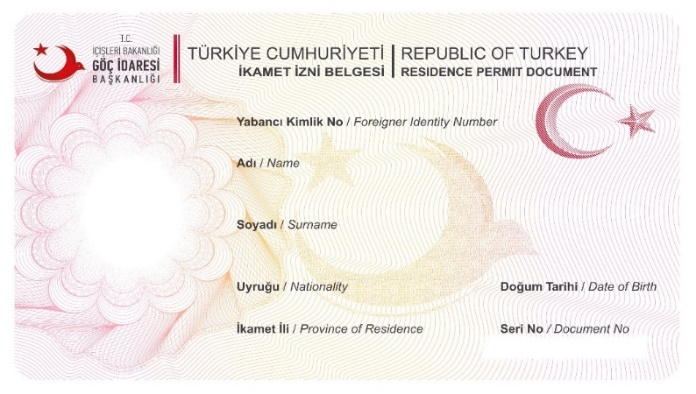 T.C.
İÇİŞLERİ BAKANLIĞI
GÖÇ İDARESİ
BAŞKANLIĞI
TÜRKİYE CUMHURİYETİ | REPUBLIC OF TURKEY
İKAMET İZNİ BELGESİ | RESIDENCE PERMIT DOCUMENT
Yabancı Kimlik No / Foreigner Identity Number
Adı / Name
Soyadı / Surname
Uyruğu / Nationality
Doğum Tarihi / Date of Birth
İkamet İli / Province of Residence
Seri No / Document No